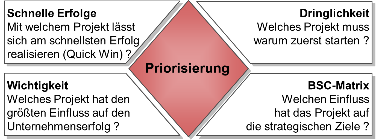 Schnelle Erfolge
Mit welchem Projekt lässt
sich am schnellsten Erfolg
realisieren (Quick Win) ?
Dringlichkeit
Welches Projekt muss
warum zuerst starten ?
Priorisierung
Wichtigkeit
Welches Projekt hat den
größten Einfluss auf den
Unternehmenserfolg ?
BSC-Matrix
Welchen Einfluss
hat das Projekt auf
die strategischen Ziele ?